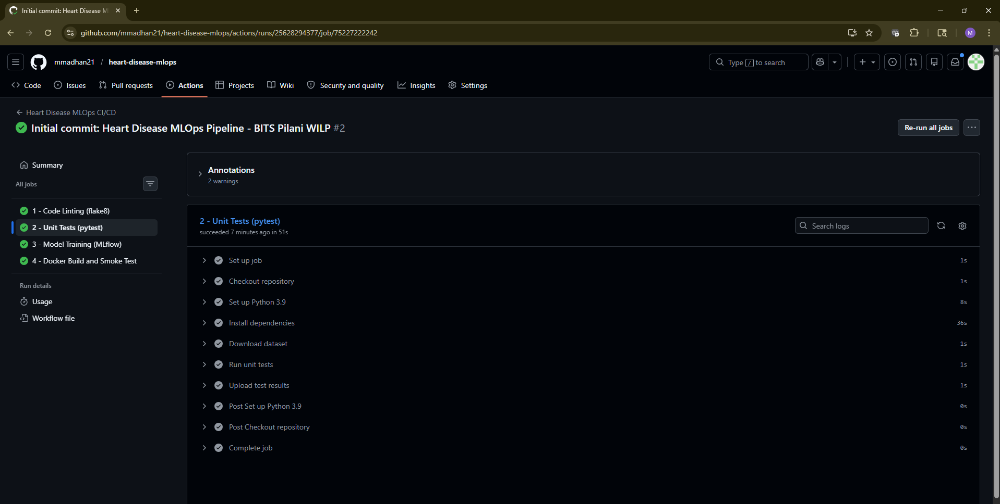 Initial commit: Heart Disease M
github.com/mmadhan21/heart-disease-mlops/actions/runs/25628294377/job/75227222242
M
mmadhan21 / heart-disease-mlops
Type / to search
Code
Issues
Pull requests
Actions
Projects
Wiki
Security and quality
Insights
Settings
Heart Disease MLOps CI/CD
Initial commit: Heart Disease MLOps Pipeline - BITS Pilani WILP #2
Re-run all jobs
Summary
All jobs
1 - Code Linting (flake8)
2 - Unit Tests (pytest)
3 - Model Training (MLflow)
4 - Docker Build and Smoke Test
Run details
Usage
Workflow file
Annotations
2 warnings
2 - Unit Tests (pytest)
succeeded 7 minutes ago in 51s
Search logs
Set up job 1s
Checkout repository 1s
Set up Python 3.9 8s
Install dependencies 36s
Download dataset 1s
Run unit tests 1s
Upload test results 1s
Post Set up Python 3.9 0s
Post Checkout repository 0s
Complete job 0s